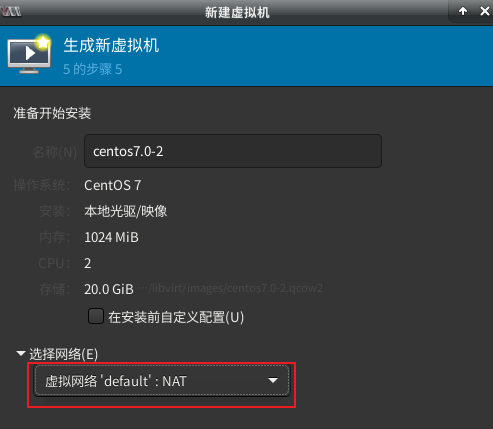 新建虚拟机
生成新虚拟机
5 的步骤 5
准备开始安装
名称(N) centos7.0-2
操作系统: CentOS 7
安装: 本地光驱/映像
内存: 1024 MiB
CPU: 2
存储: 20.0 GiB …/libvirt/images/centos7.0-2.qcow2
在安装前自定义配置(U)
选择网络(E)
虚拟网络 'default' : NAT